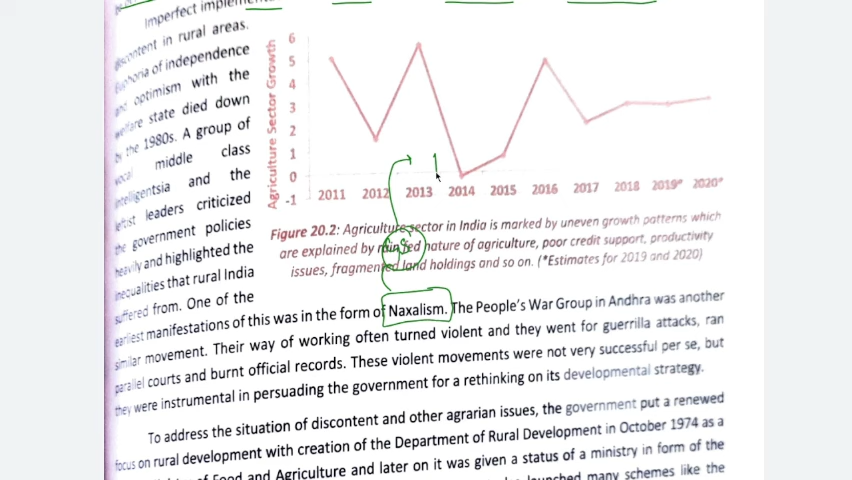 Imperfect
discontent in rural areas.
Euphoria of independence
and optimism with the
welfare state died down
by the 1980s. A group of
vocal middle class
intelligentsia and the
leftist leaders criticized
the government policies
heavily and highlighted the
inequalities that rural India
suffered from. One of the
Agriculture Sector Growth
6
5
4
3
2
1
0
-1
2011 2012 2013 2014 2015 2016 2017 2018 2019* 2020*
Figure 20.2: Agriculture sector in India is marked by uneven growth patterns which
are explained by nature of agriculture, poor credit support, productivity
issues, fragmented land holdings and so on. (*Estimates for 2019 and 2020)
earliest manifestations of this was in the form of Naxalism. The People's War Group in Andhra was another
similar movement. Their way of working often turned violent and they went for guerrilla attacks, ran
parallel courts and burnt official records. These violent movements were not very successful per se, but
they were instrumental in persuading the government for a rethinking on its developmental strategy.
To address the situation of discontent and other agrarian issues, the government put a renewed
focus on rural development with creation of the Department of Rural Development in October 1974 as a
of Food and Agriculture and later on it was given a status of a ministry in form of the
launched many schemes like the